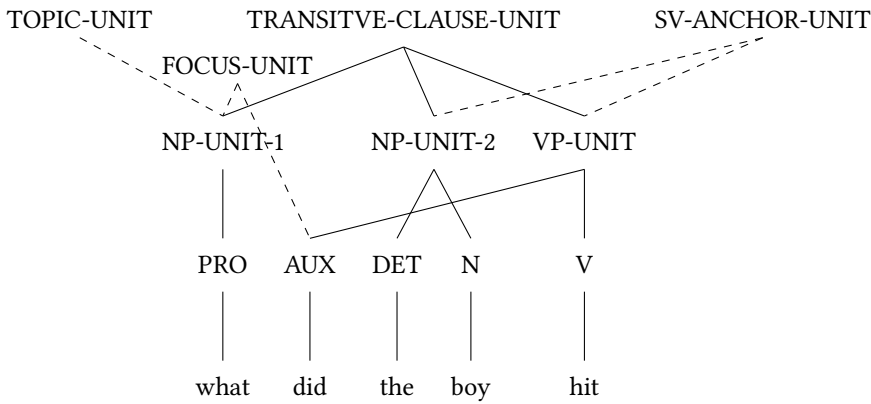 TOPIC-UNIT TRANSITVE-CLAUSE-UNIT SV-ANCHOR-UNIT
FOCUS-UNIT
NP-UNIT-1 NP-UNIT-2 VP-UNIT
PRO AUX DET N V
what did the boy hit